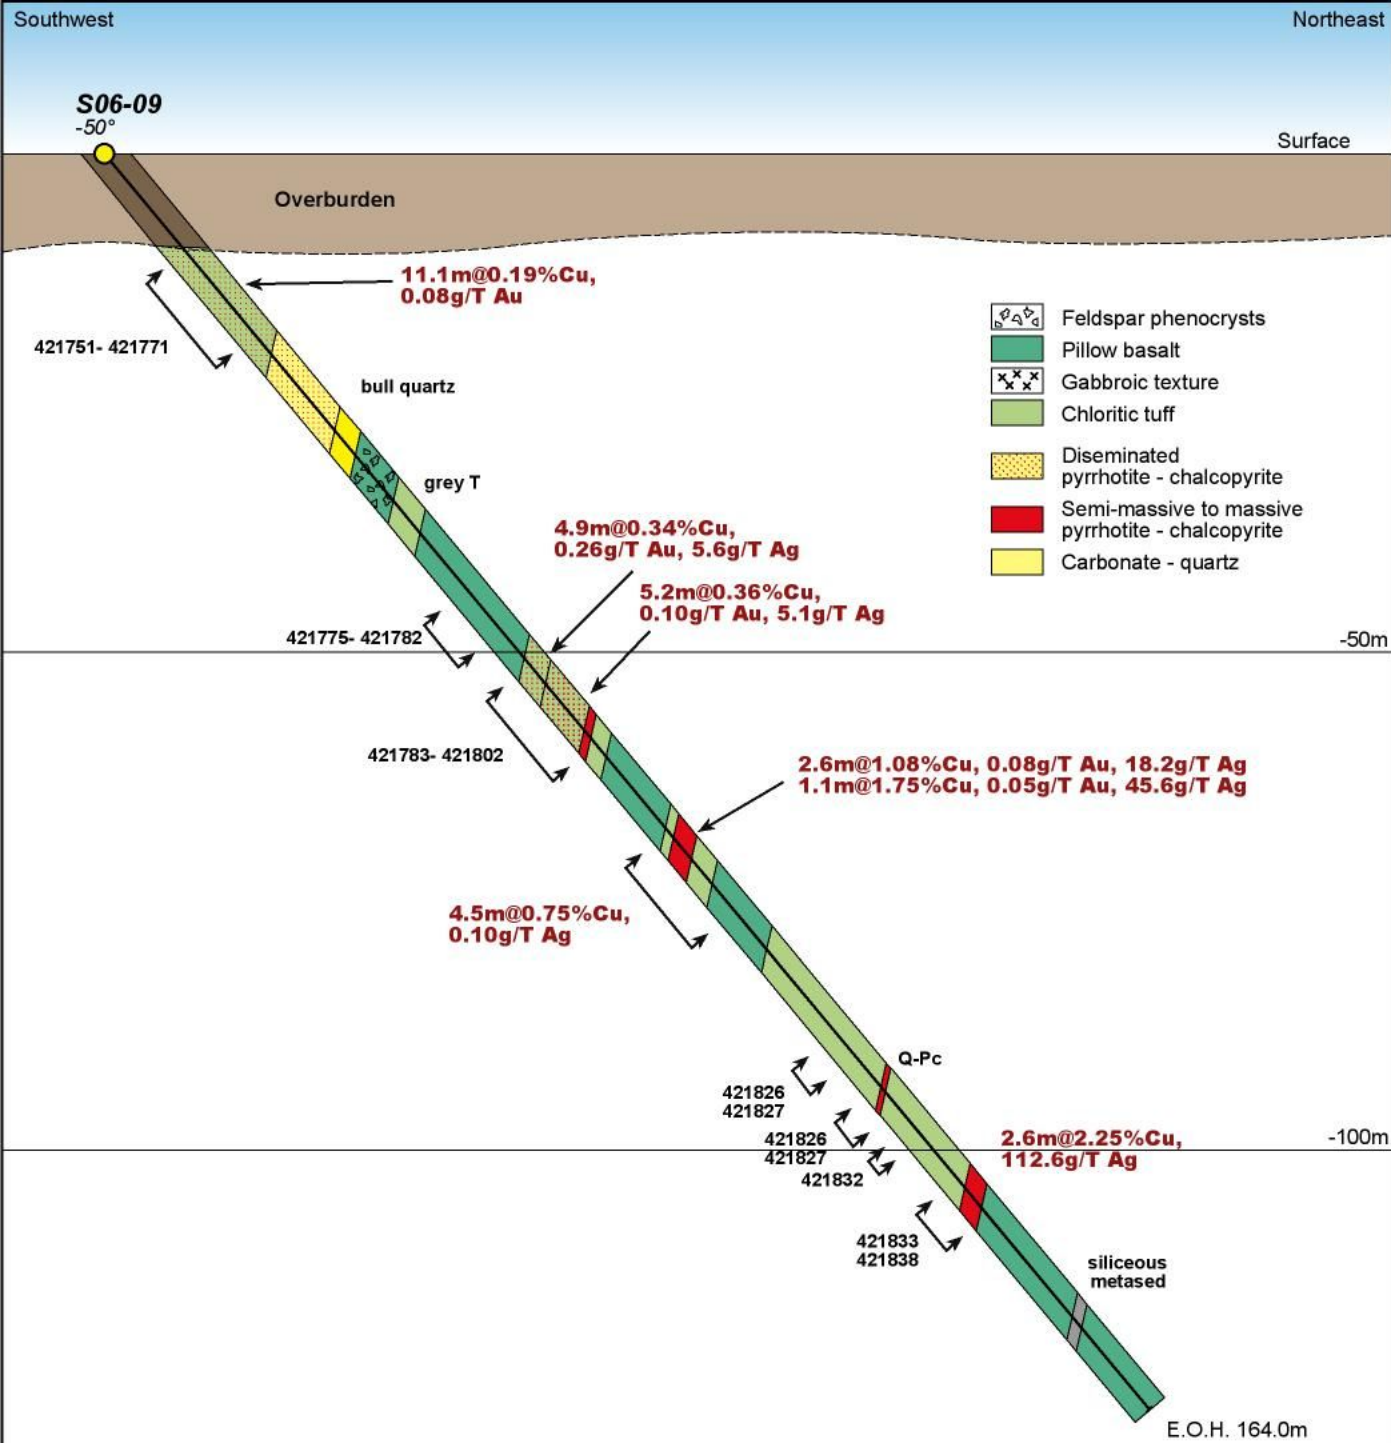 Southwest
Northeast
S06-09
-50°
Surface
Overburden
11.1m@0.19%Cu,
0.08g/T Au
421751- 421771
bull quartz
grey T
Feldspar phenocrysts
Pillow basalt
Gabbroic texture
Chloritic tuff
Diseminated
pyrrhotite - chalcopyrite
Semi-massive to massive
pyrrhotite - chalcopyrite
Carbonate - quartz
4.9m@0.34%Cu,
0.26g/T Au, 5.6g/T Ag
5.2m@0.36%Cu,
0.10g/T Au, 5.1g/T Ag
421775- 421782
-50m
421783- 421802
2.6m@1.08%Cu, 0.08g/T Au, 18.2g/T Ag
1.1m@1.75%Cu, 0.05g/T Au, 45.6g/T Ag
4.5m@0.75%Cu,
0.10g/T Ag
Q-Pc
421826
421827
421826
421827
421832
2.6m@2.25%Cu,
112.6g/T Ag
-100m
421833
421838
siliceous
metased
E.O.H. 164.0m